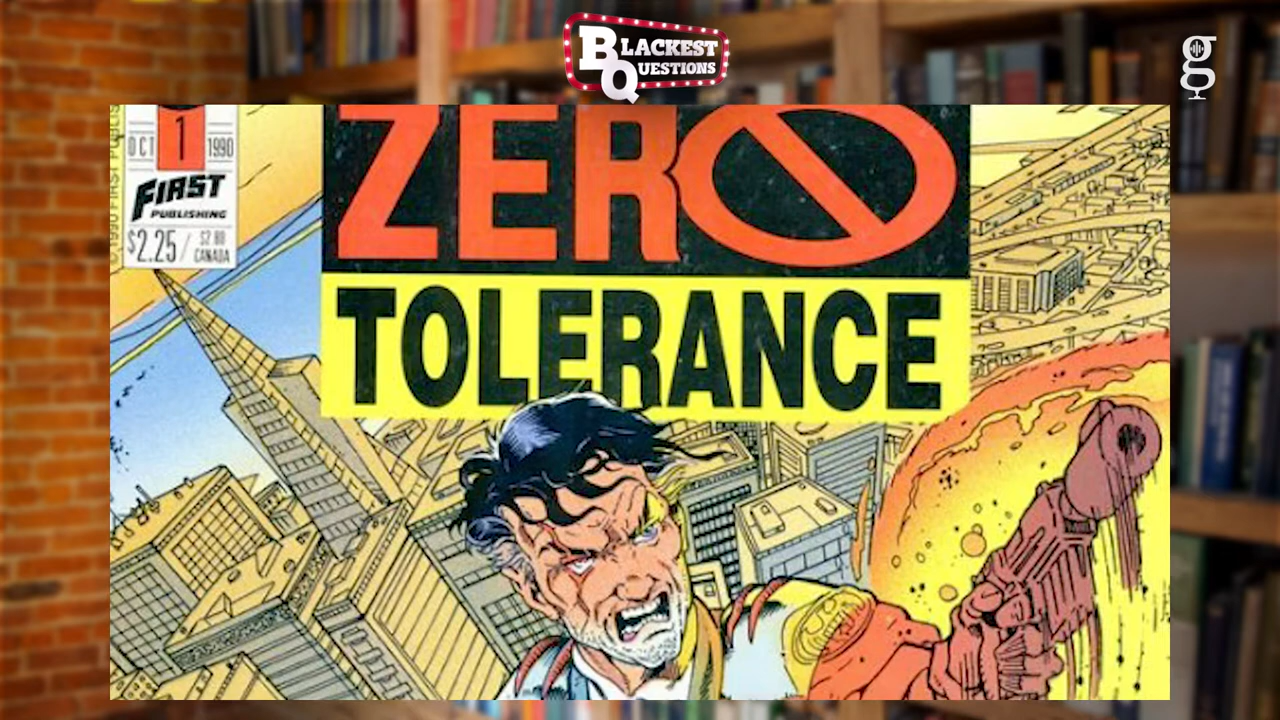 BLACKEST
QUESTIONS
g
OCT 1 1990
FIRST
PUBLISHING
$2.25/ $2.80
CANADA
ZERO
TOLERANCE